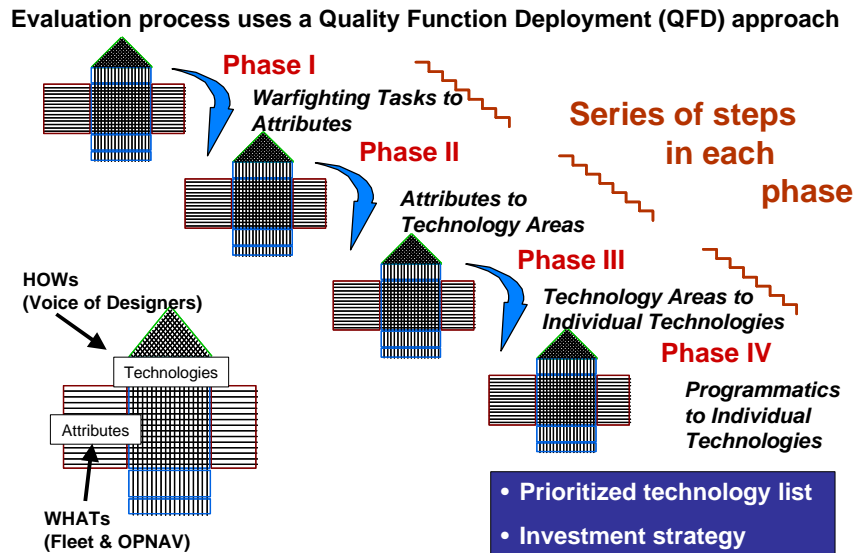 Evaluation process uses a Quality Function Deployment (QFD) approach
Phase I
Warfighting Tasks to
Attributes
Series of steps
in each
phase
Phase II
Attributes to
Technology Areas
Phase III
Technology Areas to
Individual Technologies
Phase IV
Programmatics
to Individual
Technologies
HOWs
(Voice of Designers)
Technologies
Attributes
WHATs
(Fleet & OPNAV)
• Prioritized technology list
• Investment strategy